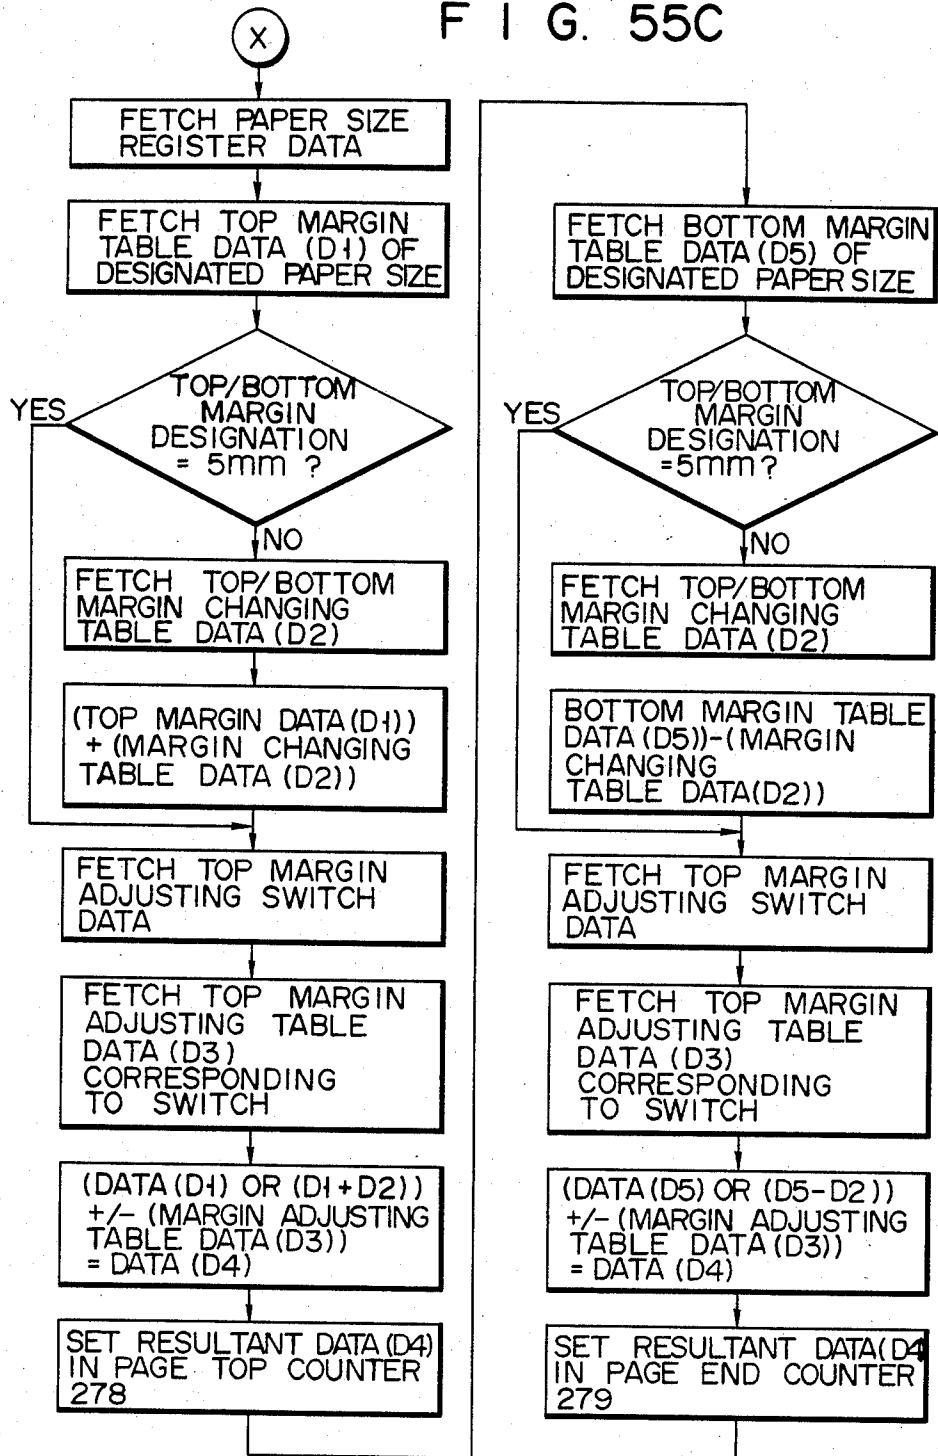 F I G. 55C
X
FETCH PAPER SIZE
REGISTER DATA
FETCH TOP MARGIN
TABLE DATA (D1) OF
DESIGNATED PAPER SIZE
TOP/BOTTOM
MARGIN
DESIGNATION
= 5mm ?
YES
NO
FETCH TOP/BOTTOM
MARGIN CHANGING
TABLE DATA (D2)
(TOP MARGIN DATA (D1))
+ (MARGIN CHANGING
TABLE DATA (D2))
FETCH TOP MARGIN
ADJUSTING SWITCH
DATA
FETCH TOP MARGIN
ADJUSTING TABLE
DATA (D3)
CORRESPONDING
TO SWITCH
(DATA (D1) OR (D1+D2))
+/- (MARGIN ADJUSTING
TABLE DATA (D3))
= DATA (D4)
SET RESULTANT DATA (D4)
IN PAGE TOP COUNTER
278
FETCH BOTTOM MARGIN
TABLE DATA (D5) OF
DESIGNATED PAPER SIZE
TOP/BOTTOM
MARGIN
DESIGNATION
=5mm?
YES
NO
FETCH TOP/BOTTOM
MARGIN CHANGING
TABLE DATA (D2)
BOTTOM MARGIN TABLE
DATA (D5))-(MARGIN
CHANGING
TABLE DATA(D2))
FETCH TOP MARGIN
ADJUSTING SWITCH
DATA
FETCH TOP MARGIN
ADJUSTING TABLE
DATA (D3)
CORRESPONDING
TO SWITCH
(DATA (D5) OR (D5-D2))
+/- (MARGIN ADJUSTING
TABLE DATA (D3))
= DATA (D4)
SET RESULTANT DATA(D4
IN PAGE END COUNTER
279